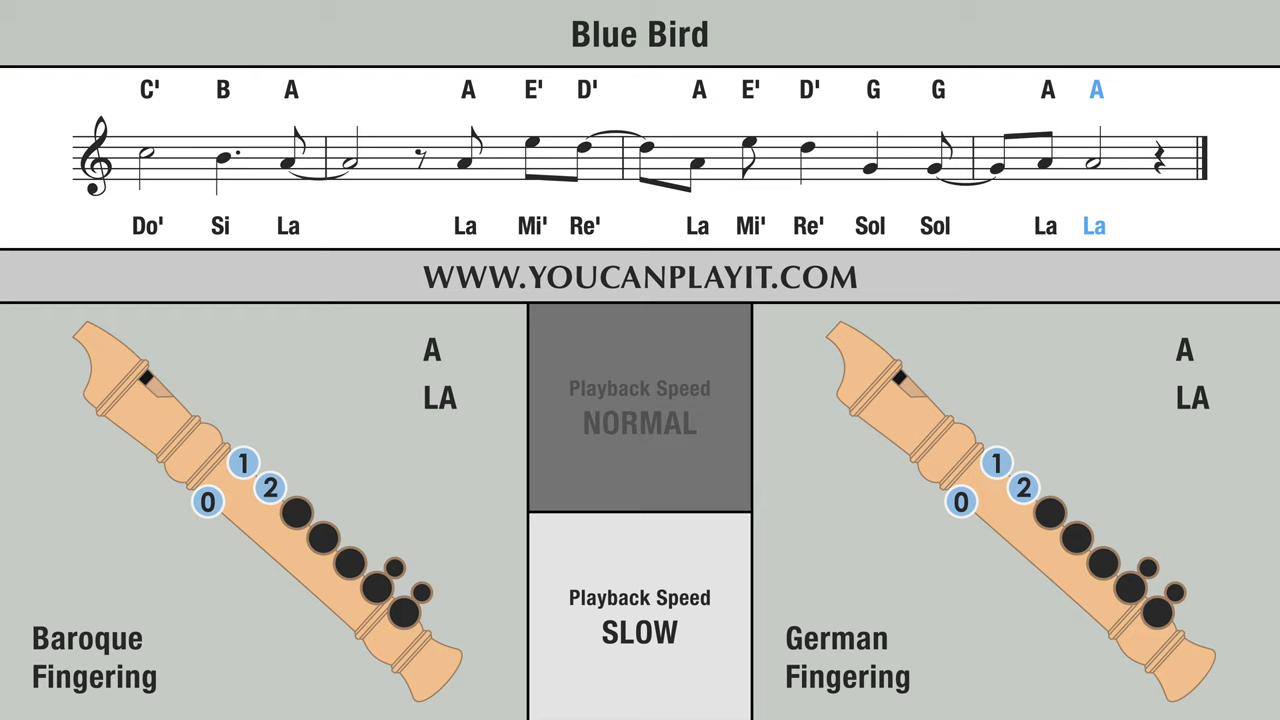 Blue Bird
C' B A A E' D' A E' D' G G A A
Do' Si La La Mi' Re' La Mi' Re' Sol Sol La La
WWW.YOUCANPLAYIT.COM
A
LA
1
2
0
Baroque
Fingering
Playback Speed
NORMAL
Playback Speed
SLOW
A
LA
1
2
0
German
Fingering